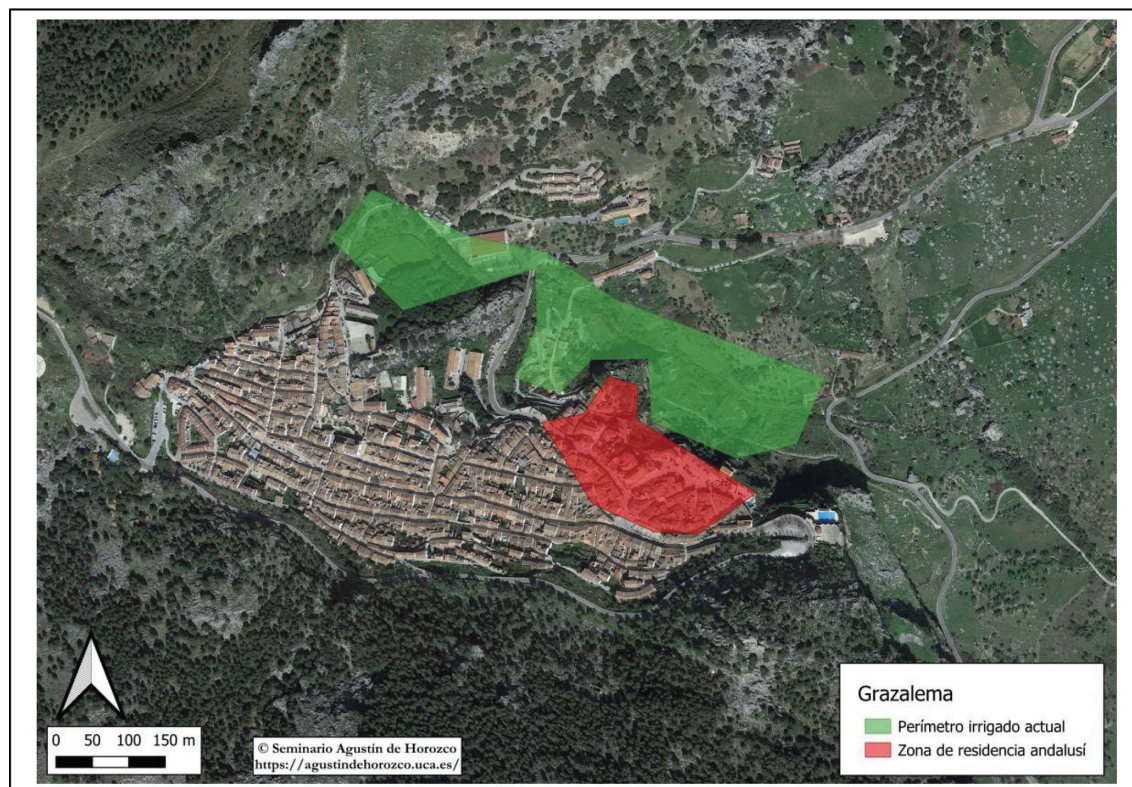 Grazalema
Perímetro irrigado actual
Zona de residencia andalusí
0 50 100 150 m
© Seminario Agustín de Horozco
https://agustindehorozco.uca.es/